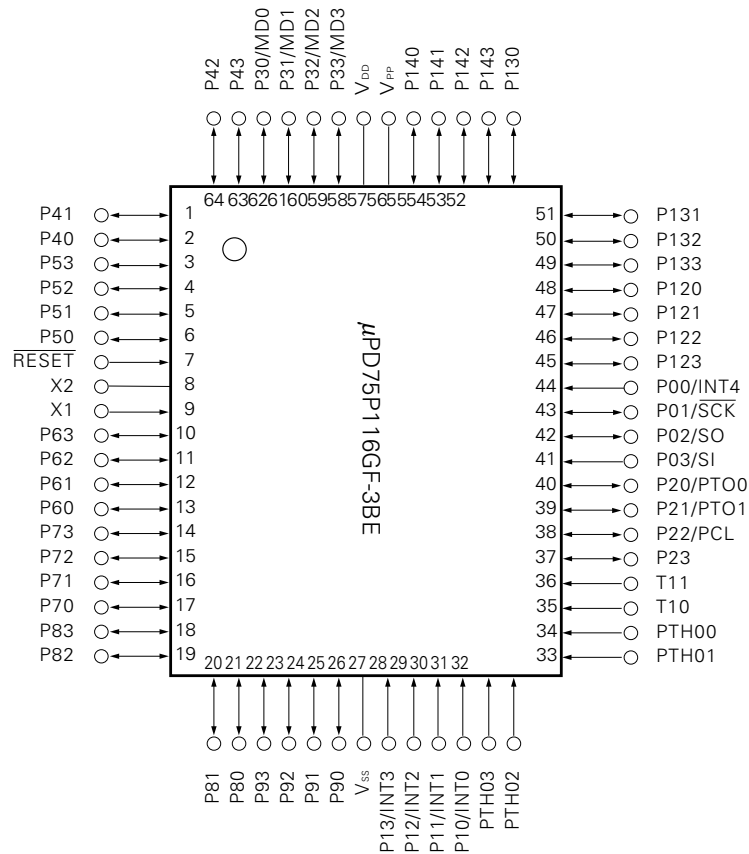 P42 P43 P30/MD0 P31/MD1 P32/MD2 P33/MD3 VDD VPP P140 P141 P142 P143 P130
64 63 62 61 60 59 58 57 56 55 54 53 52
P41 1 51 P131
P40 2 50 P132
P53 3 49 P133
P52 4 48 P120
P51 5 47 P121
P50 6 46 P122
RESET 7 45 P123
X2 8 44 P00/INT4
X1 9 43 P01/SCK
P63 10 42 P02/SO
P62 11 41 P03/SI
P61 12 40 P20/PTO0
P60 13 39 P21/PTO1
P73 14 38 P22/PCL
P72 15 37 P23
P71 16 36 T11
P70 17 35 T10
P83 18 34 PTH00
P82 19 33 PTH01
μPD75P116GF-3BE
20 21 22 23 24 25 26 27 28 29 30 31 32
P81 P80 P93 P92 P91 P90 VSS P13/INT3 P12/INT2 P11/INT1 P10/INT0 PTH03 PTH02